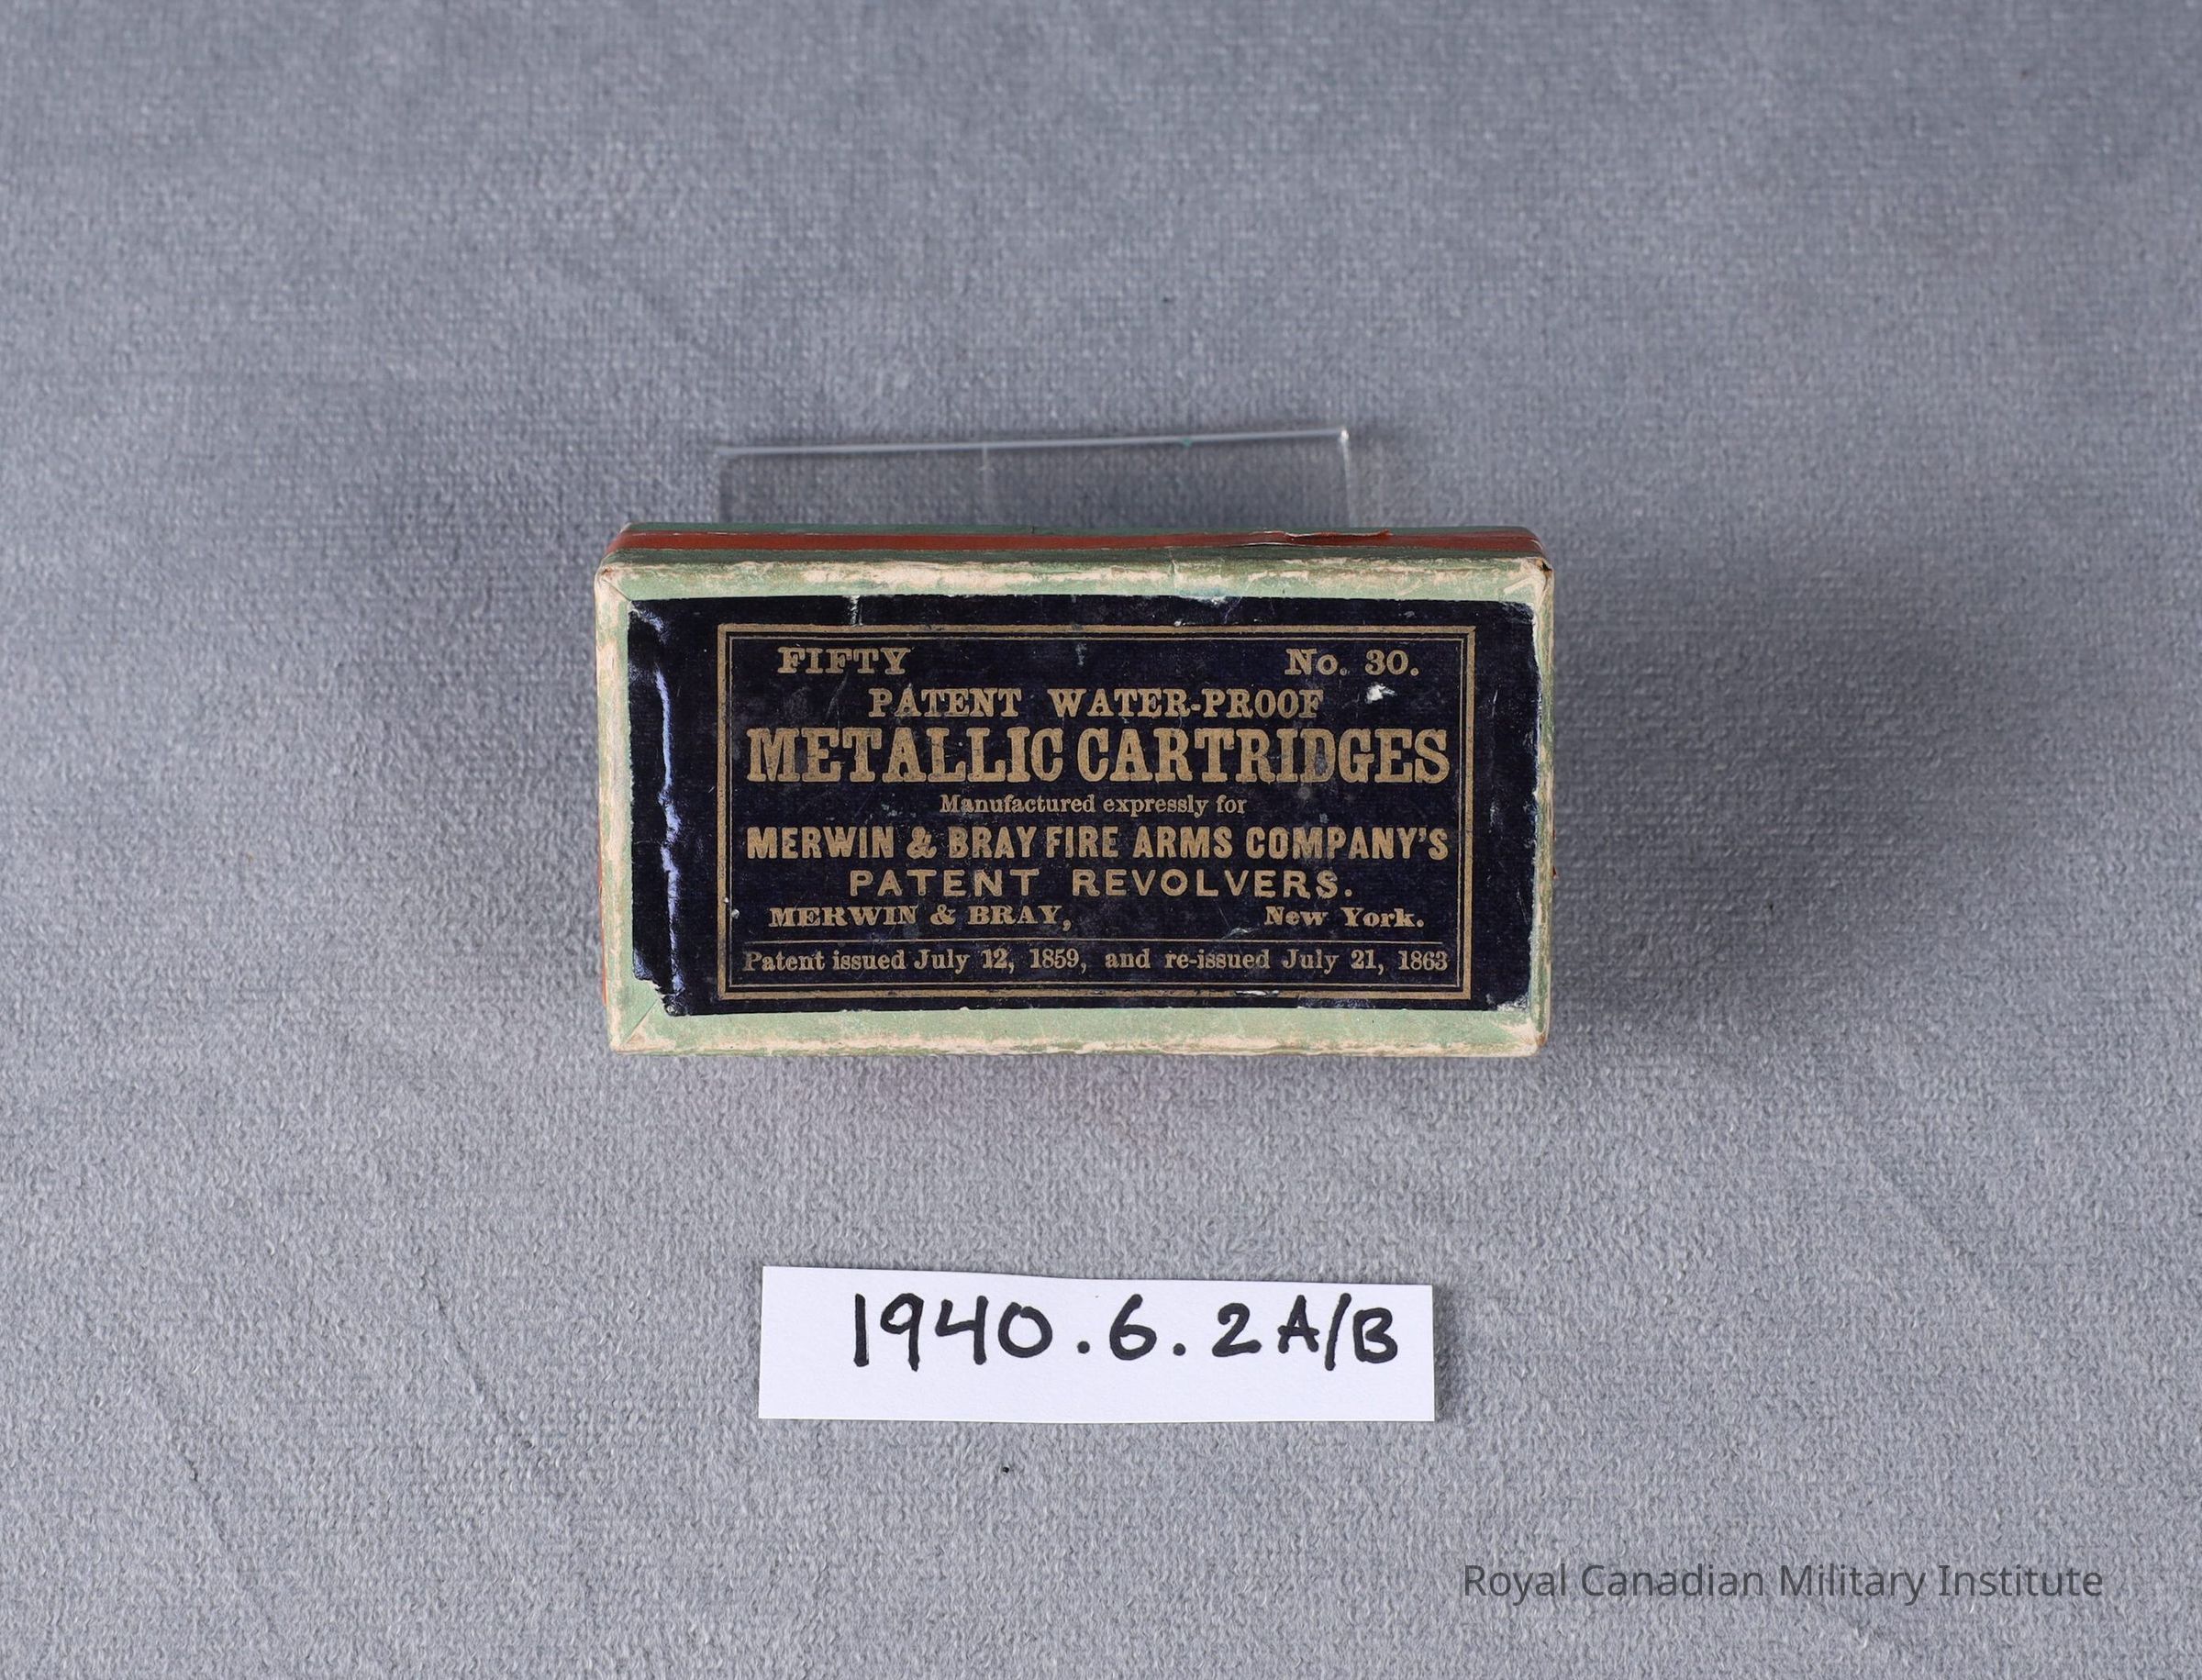 FIFTY No. 30.
PATENT WATER-PROOF
METALLIC CARTRIDGES
Manufactured expressly for
MERWIN & BRAY FIRE ARMS COMPANY'S
PATENT REVOLVERS.
MERWIN & BRAY, New York.
Patent issued July 12, 1859, and re-issued July 21, 1863
1940.6.2A/B
Royal Canadian Military Institute